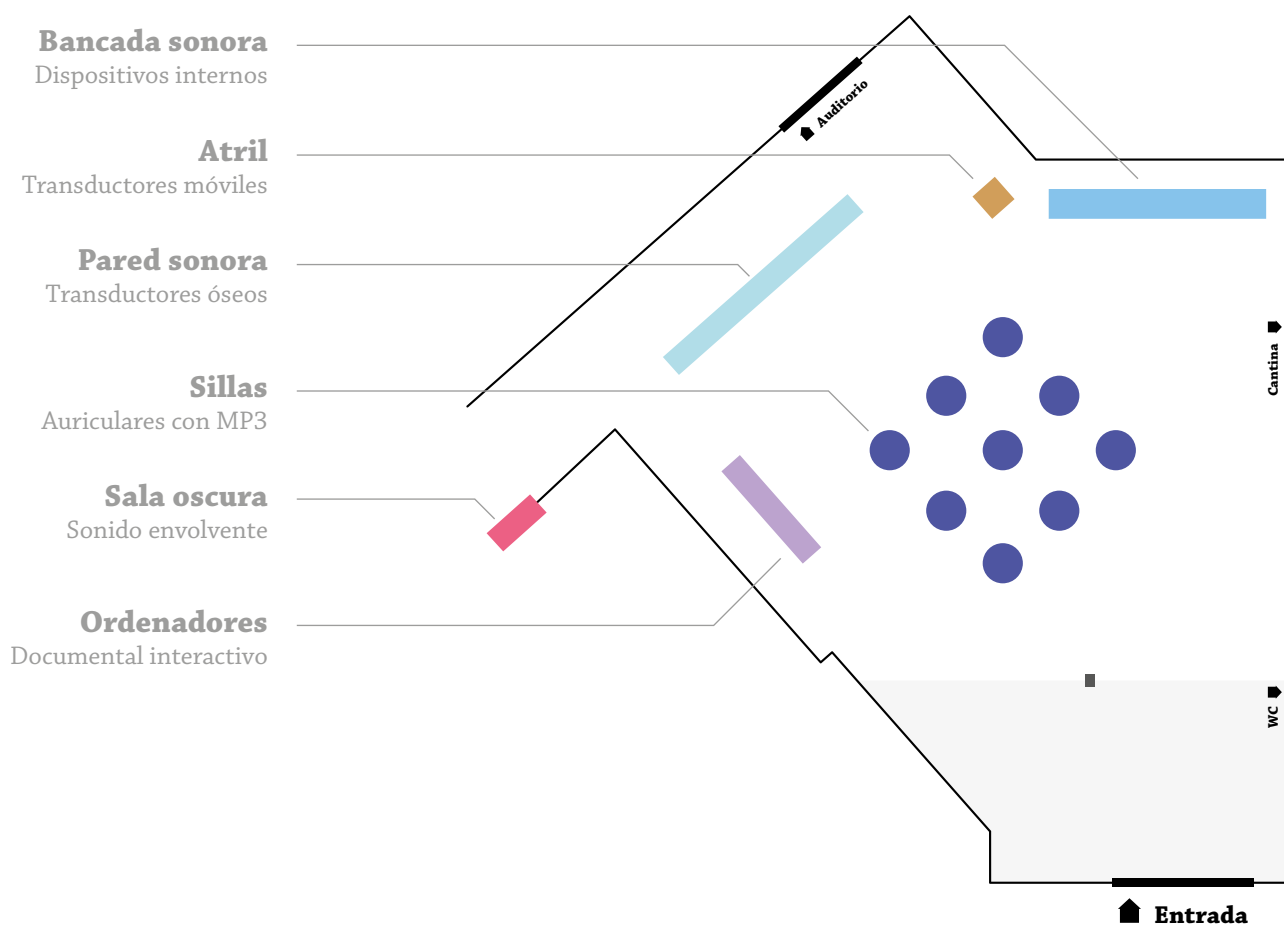 Bancada sonora
Dispositivos internos
Atril
Transductores móviles
Pared sonora
Transductores óseos
Sillas
Auriculares con MP3
Sala oscura
Sonido envolvente
Ordenadores
Documental interactivo
Auditorio
Cantina
WC
Entrada